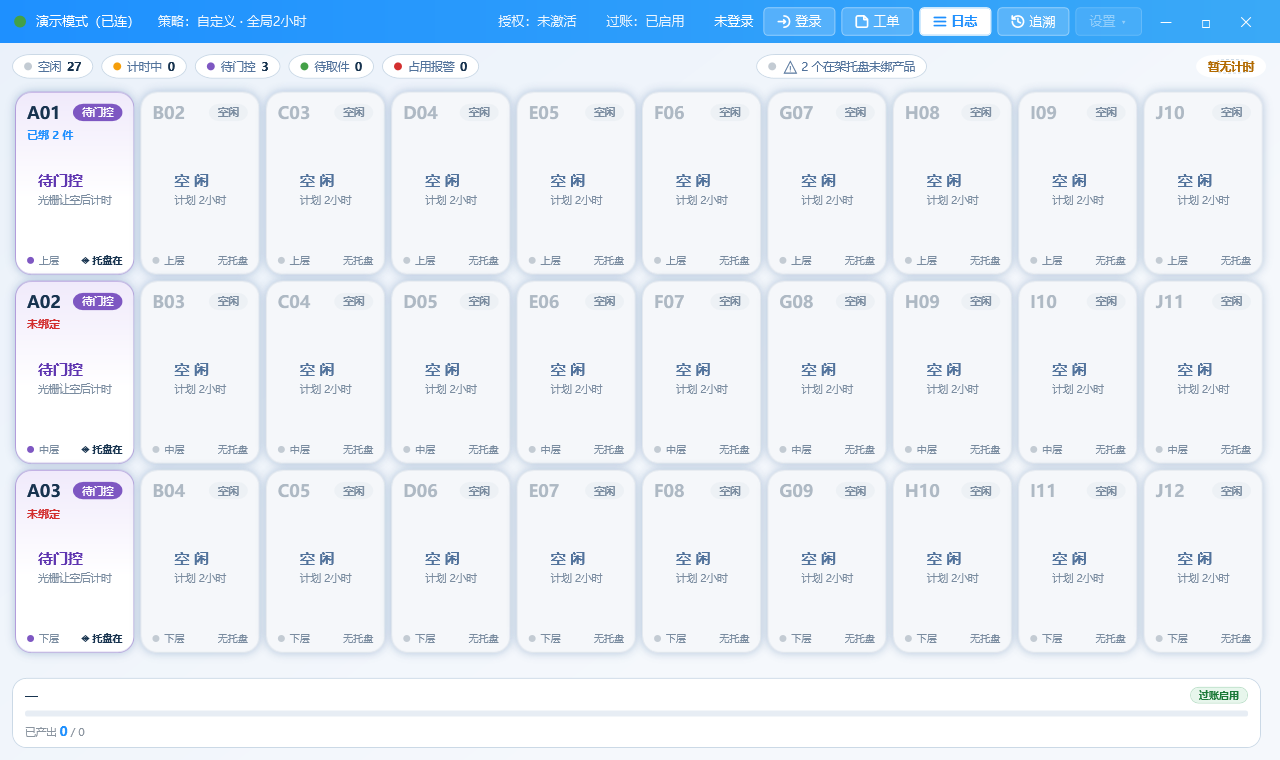 演示模式（已连） 策略：自定义 · 全局2小时 授权：未激活 过账：已启用 未登录 登录 工单 日志 追溯 设置
空闲 27 计时中 0 待门控 3 待取件 0 占用报警 0 2 个在架托盘未绑产品 暂无计时
A01 待门控 B02 空闲 C03 空闲 D04 空闲 E05 空闲 F06 空闲 G07 空闲 H08 空闲 I09 空闲 J10 空闲
已绑 2 件
待门控 空 闲 空 闲 空 闲 空 闲 空 闲 空 闲 空 闲 空 闲 空 闲
光栅让空后计时 计划 2小时 计划 2小时 计划 2小时 计划 2小时 计划 2小时 计划 2小时 计划 2小时 计划 2小时 计划 2小时
上层 托盘在 上层 无托盘 上层 无托盘 上层 无托盘 上层 无托盘 上层 无托盘 上层 无托盘 上层 无托盘 上层 无托盘 上层 无托盘
A02 待门控 B03 空闲 C04 空闲 D05 空闲 E06 空闲 F07 空闲 G08 空闲 H09 空闲 I10 空闲 J11 空闲
未绑定
待门控 空 闲 空 闲 空 闲 空 闲 空 闲 空 闲 空 闲 空 闲 空 闲
光栅让空后计时 计划 2小时 计划 2小时 计划 2小时 计划 2小时 计划 2小时 计划 2小时 计划 2小时 计划 2小时 计划 2小时
中层 托盘在 中层 无托盘 中层 无托盘 中层 无托盘 中层 无托盘 中层 无托盘 中层 无托盘 中层 无托盘 中层 无托盘 中层 无托盘
A03 待门控 B04 空闲 C05 空闲 D06 空闲 E07 空闲 F08 空闲 G09 空闲 H10 空闲 I11 空闲 J12 空闲
未绑定
待门控 空 闲 空 闲 空 闲 空 闲 空 闲 空 闲 空 闲 空 闲 空 闲
光栅让空后计时 计划 2小时 计划 2小时 计划 2小时 计划 2小时 计划 2小时 计划 2小时 计划 2小时 计划 2小时 计划 2小时
下层 托盘在 下层 无托盘 下层 无托盘 下层 无托盘 下层 无托盘 下层 无托盘 下层 无托盘 下层 无托盘 下层 无托盘 下层 无托盘
— 过账启用
已产出 0 / 0